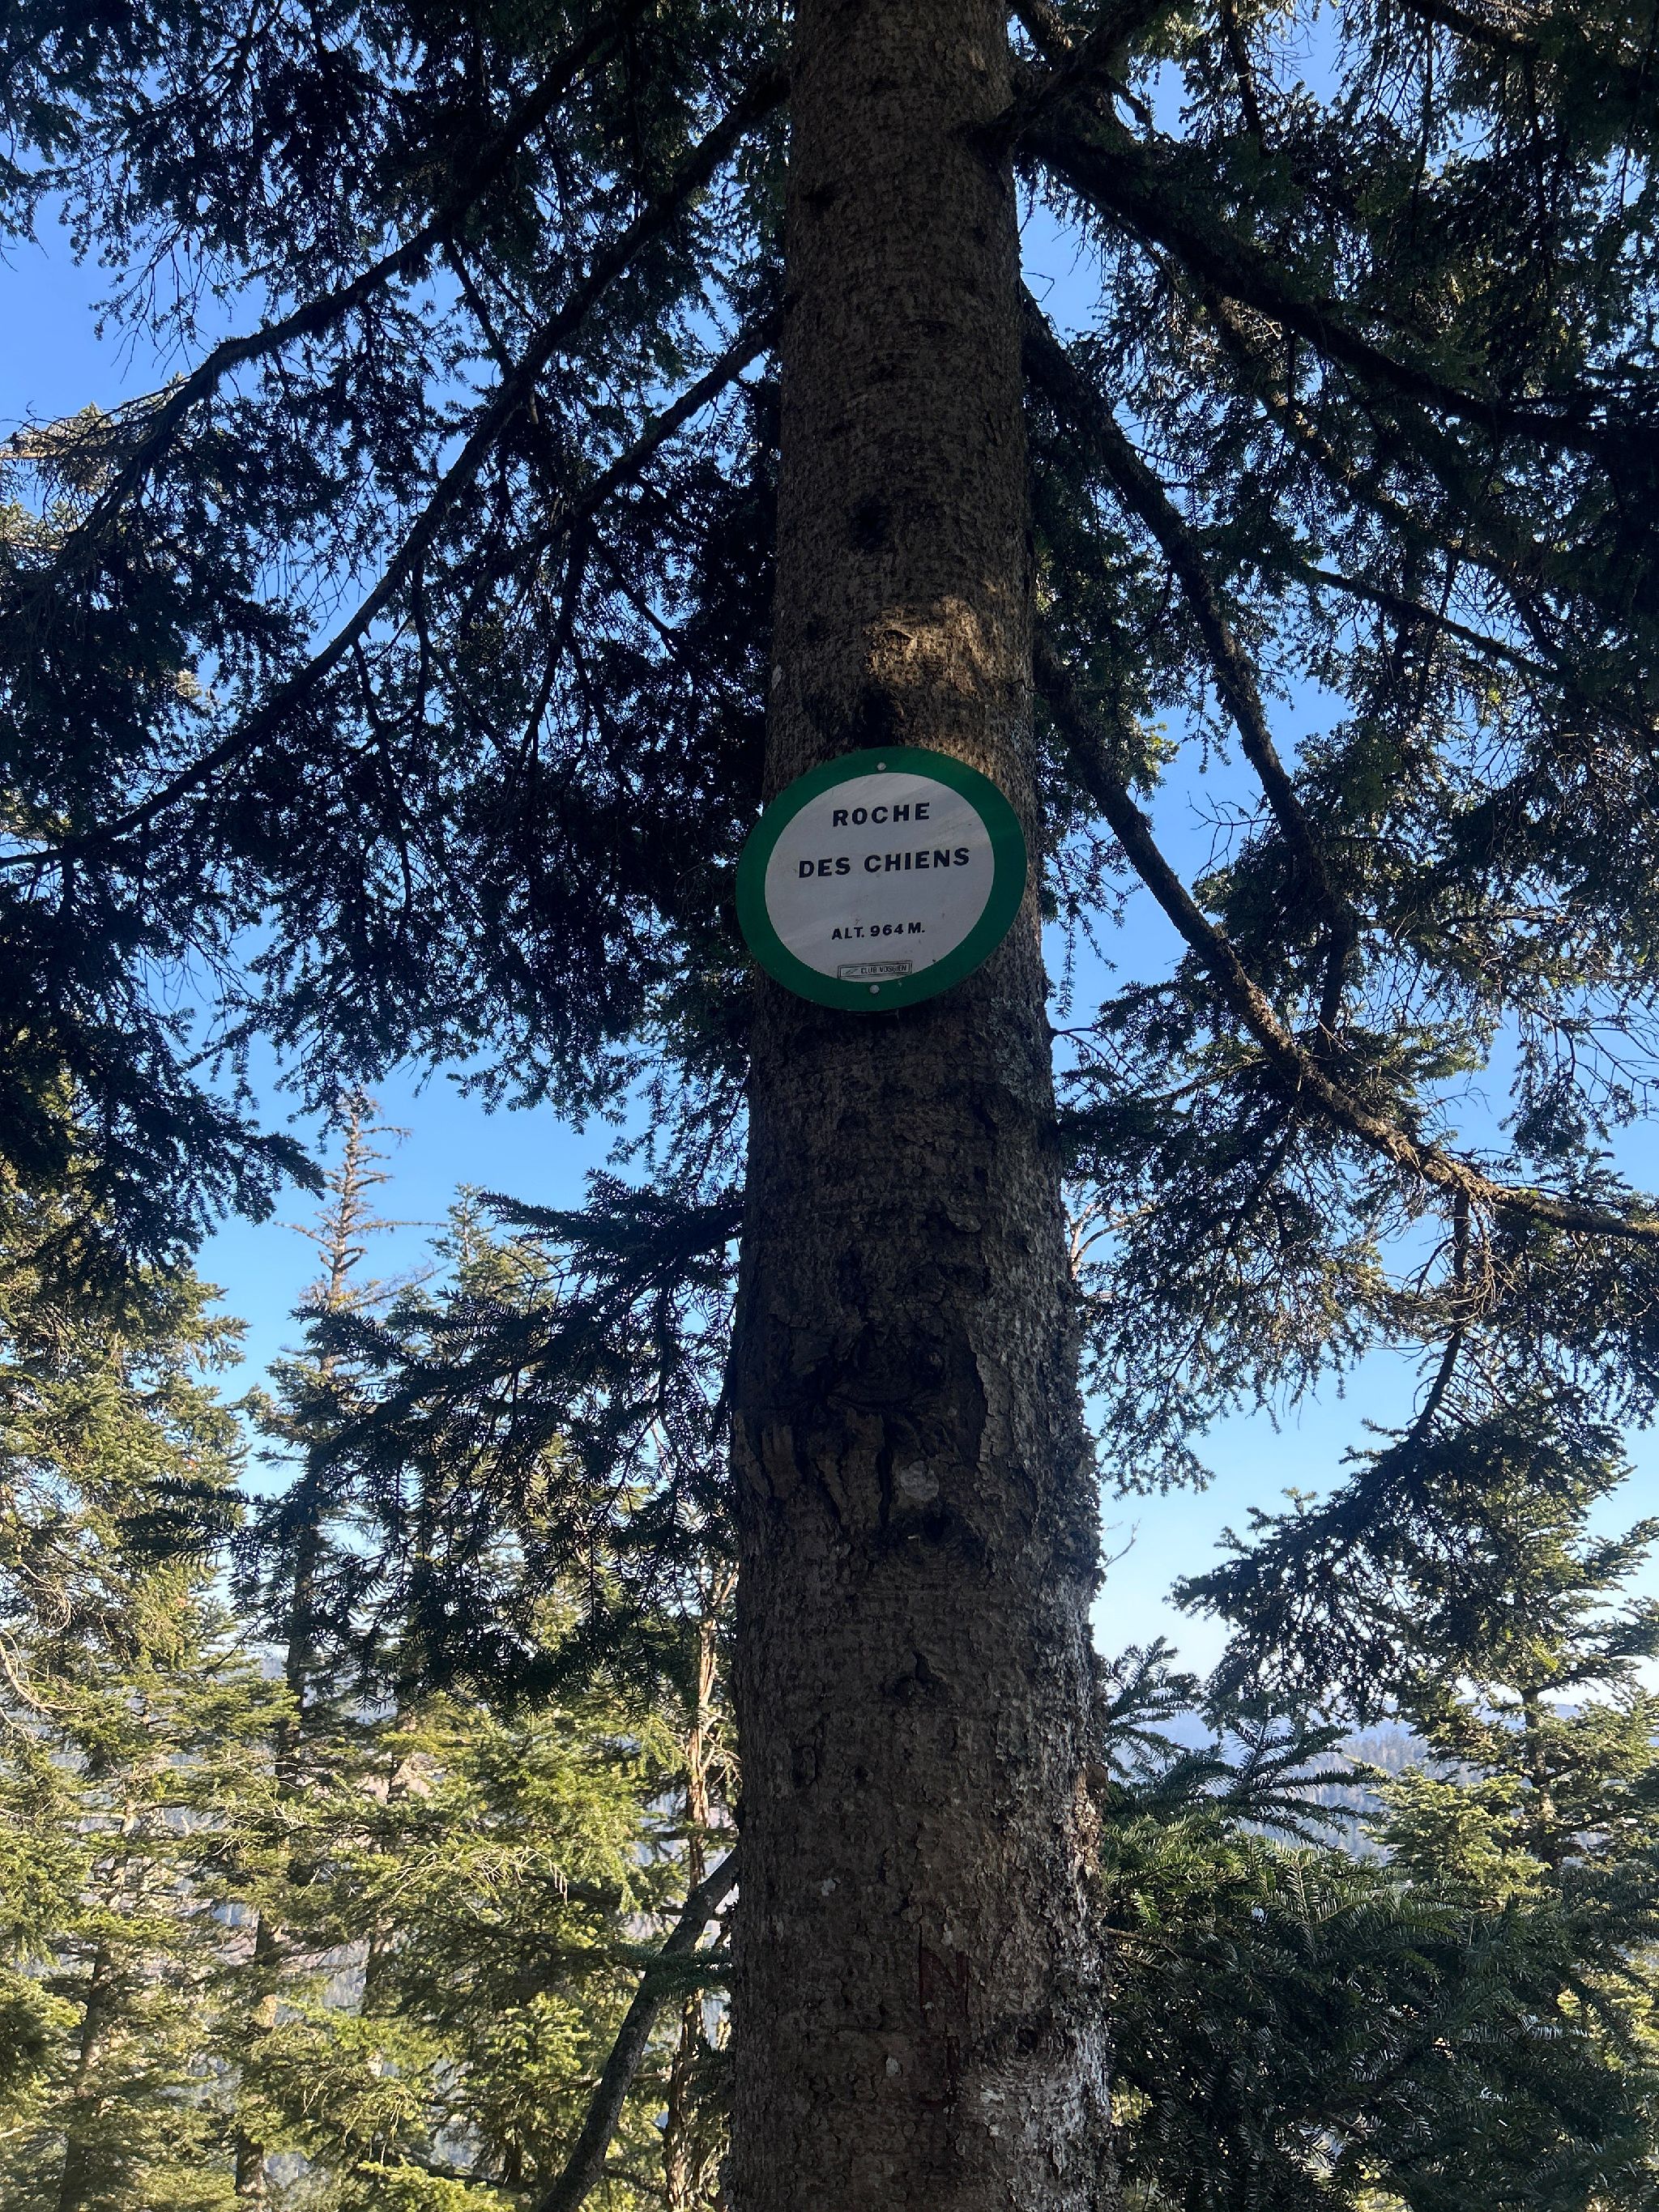 ROCHE
DES CHIENS
ALT. 964 M.
CLUB VOSGIEN